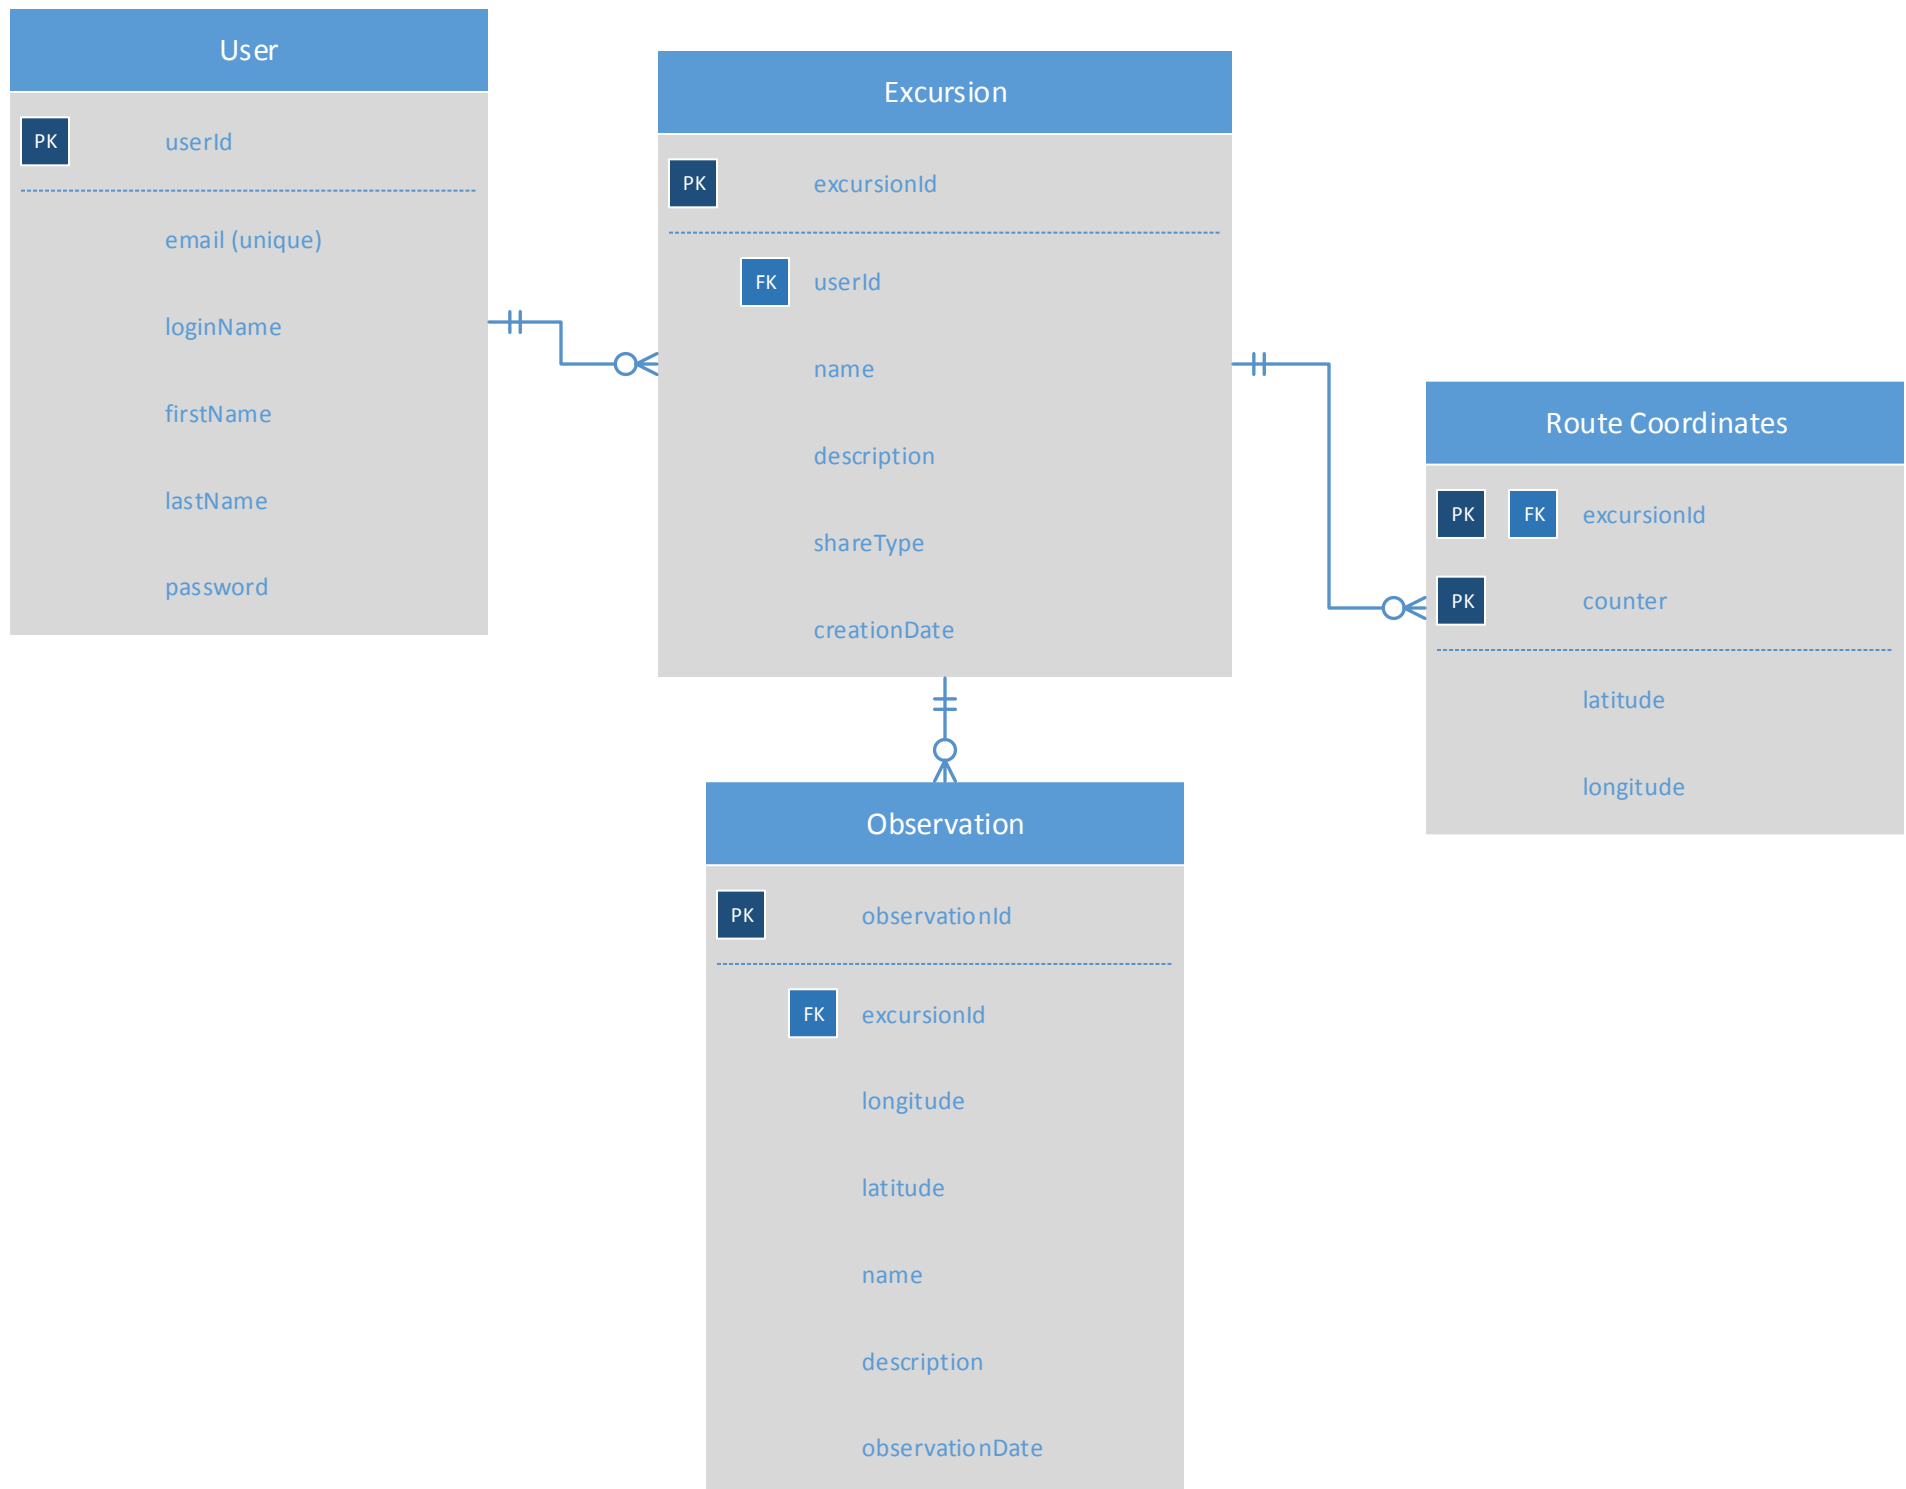 User
PK userId
email (unique)
loginName
firstName
lastName
password
Excursion
PK excursionId
FK userId
name
description
shareType
creationDate
Route Coordinates
PK FK excursionId
PK counter
latitude
longitude
Observation
PK observationId
FK excursionId
longitude
latitude
name
description
observationDate